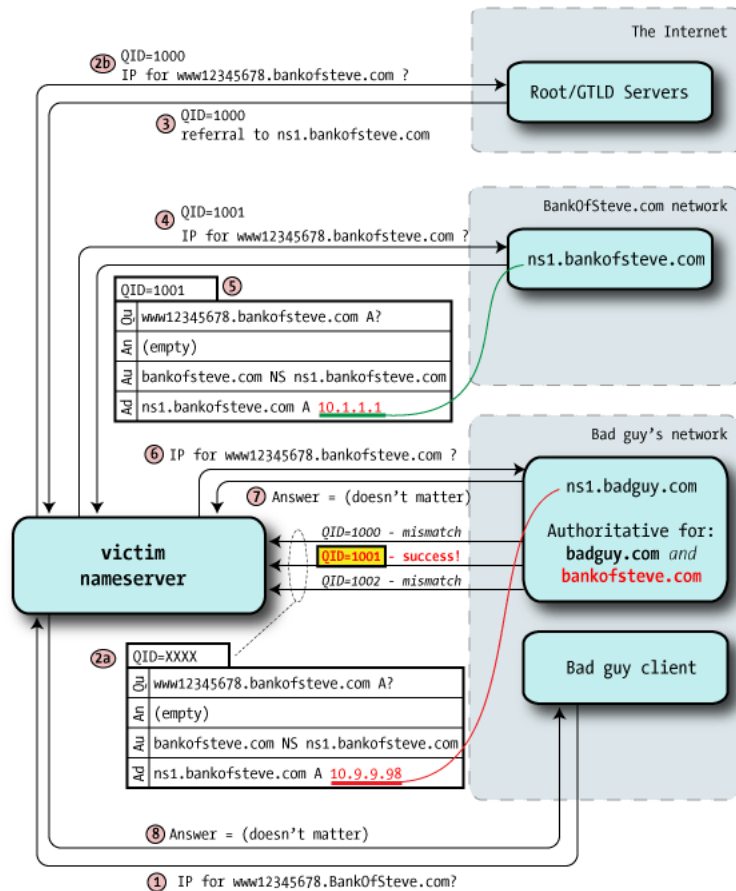 The Internet
2b QID=1000
IP for www12345678.bankofsteve.com ?
Root/GTLD Servers
3 QID=1000
referral to ns1.bankofsteve.com
BankOfSteve.com network
4 QID=1001
IP for www12345678.bankofsteve.com ?
ns1.bankofsteve.com
QID=1001
5
Qu www12345678.bankofsteve.com A?
An (empty)
Au bankofsteve.com NS ns1.bankofsteve.com
Ad ns1.bankofsteve.com A 10.1.1.1
Bad guy's network
6 IP for www12345678.bankofsteve.com ?
7 Answer = (doesn't matter)
ns1.badguy.com
Authoritative for:
badguy.com and
bankofsteve.com
victim
nameserver
QID=1000 - mismatch
QID=1001 - success!
QID=1002 - mismatch
2a QID=XXXX
Qu www12345678.bankofsteve.com A?
An (empty)
Au bankofsteve.com NS ns1.bankofsteve.com
Ad ns1.bankofsteve.com A 10.9.9.98
Bad guy client
8 Answer = (doesn't matter)
1 IP for www12345678.BankOfSteve.com?